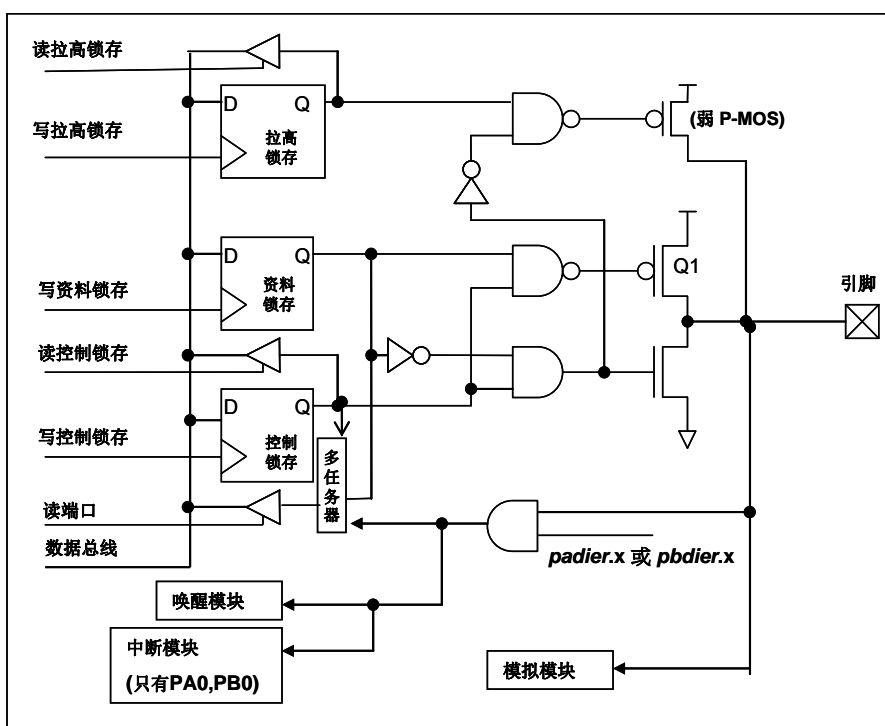 读拉高锁存
D Q
写拉高锁存
拉高
锁存
(弱 P-MOS)
D Q
资料
锁存
Q1
引脚
写资料锁存
读控制锁存
D Q
写控制锁存
控制
锁存
多
任
务
器
读端口
数据总线
padier.x 或 pbdier.x
唤醒模块
中断模块
(只有PA0,PB0)
模拟模块